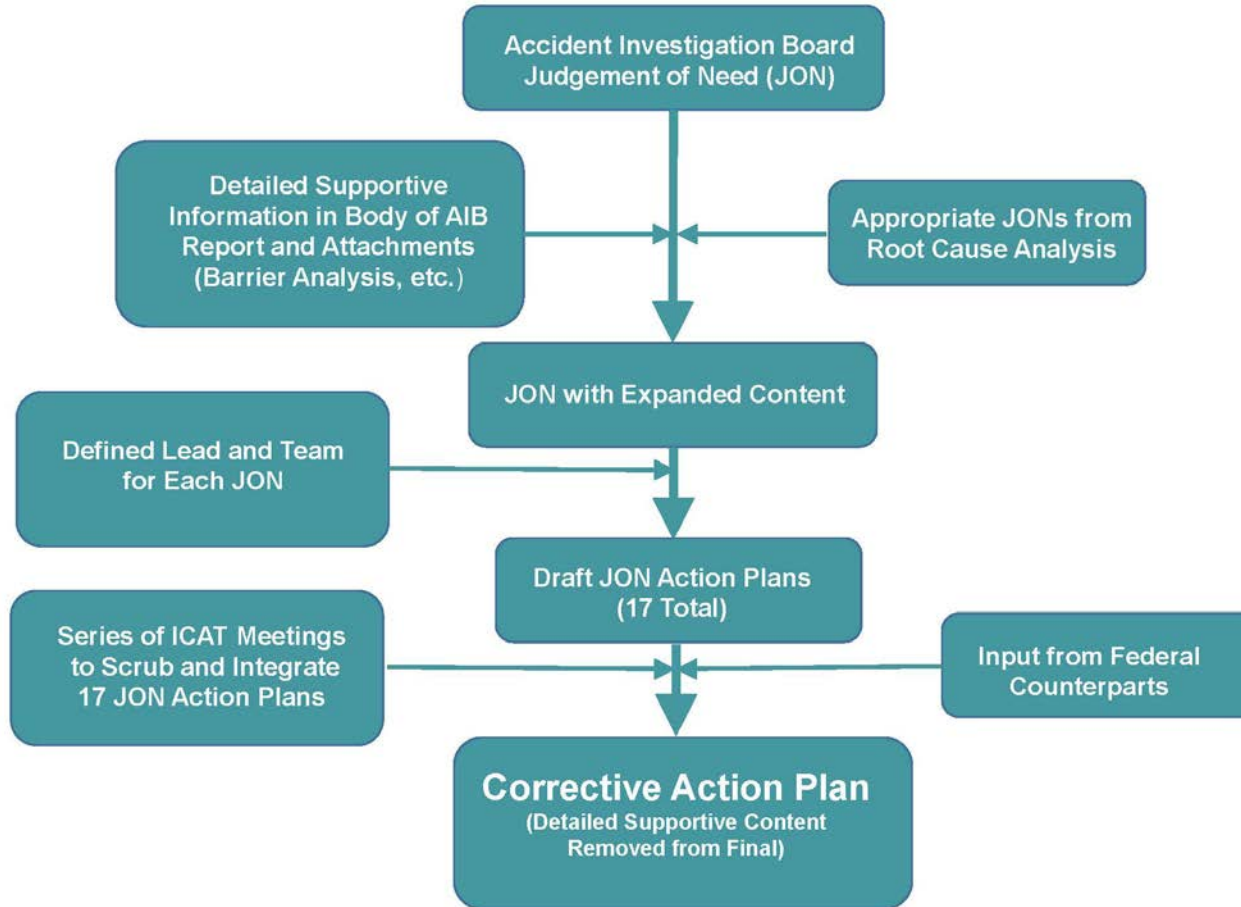 Accident Investigation Board
Judgement of Need (JON)
Detailed Supportive
Information in Body of AIB
Report and Attachments
(Barrier Analysis, etc.)
Appropriate JONs from
Root Cause Analysis
JON with Expanded Content
Defined Lead and Team
for Each JON
Draft JON Action Plans
(17 Total)
Series of ICAT Meetings
to Scrub and Integrate
17 JON Action Plans
Input from Federal
Counterparts
Corrective Action Plan
(Detailed Supportive Content
Removed from Final)